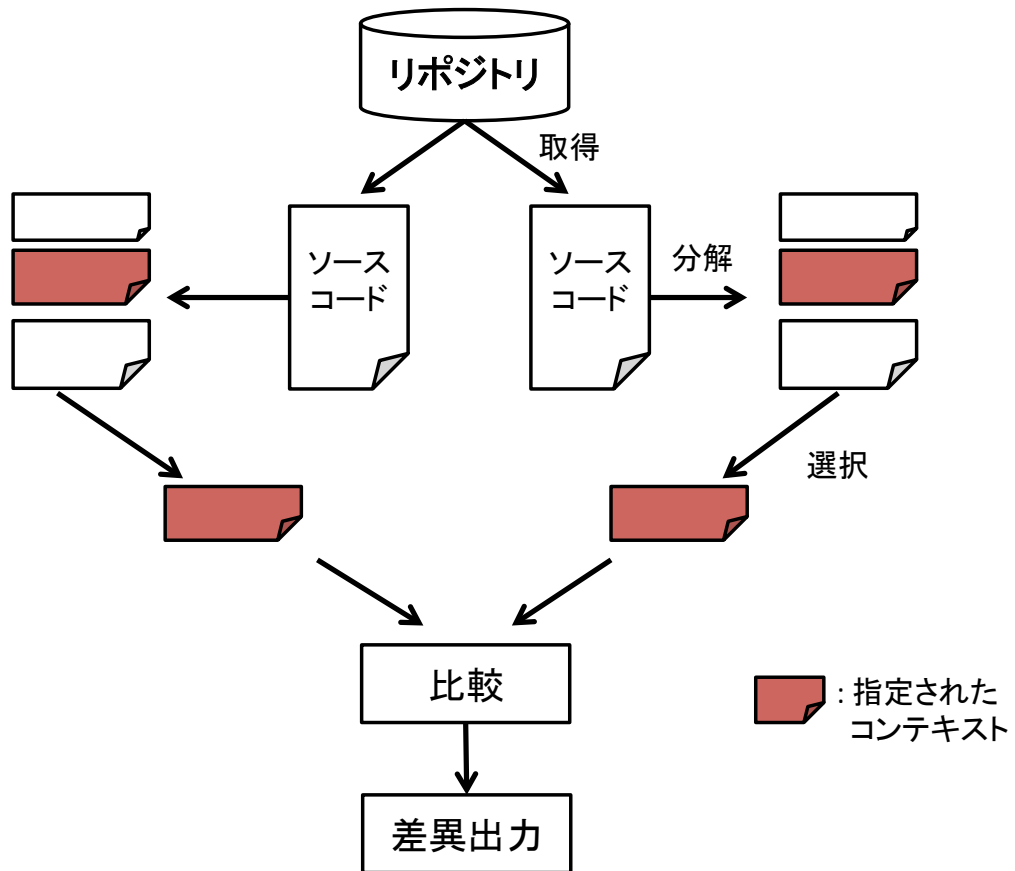 リポジトリ
取得
ソース
コード
ソース
コード
分解
選択
比較
: 指定された
コンテキスト
差異出力